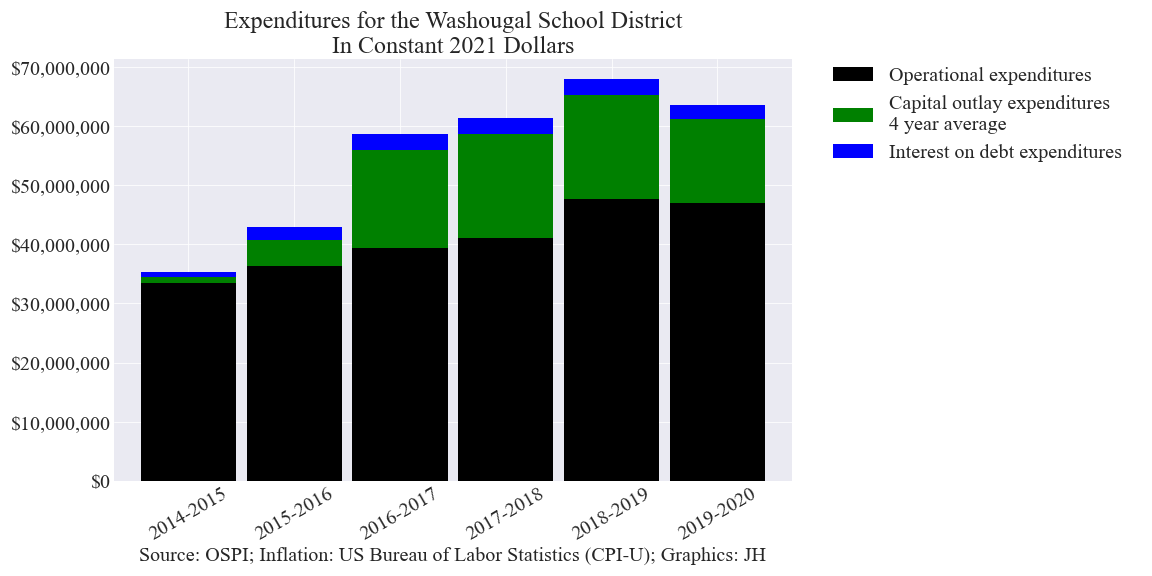 Expenditures for the Washougal School District
In Constant 2021 Dollars
$70,000,000
$60,000,000
$50,000,000
$40,000,000
$30,000,000
$20,000,000
$10,000,000
$0
2014-2015
2015-2016
2016-2017
2017-2018
2018-2019
2019-2020
Source: OSPI; Inflation: US Bureau of Labor Statistics (CPI-U); Graphics: JH
Operational expenditures
Capital outlay expenditures
4 year average
Interest on debt expenditures